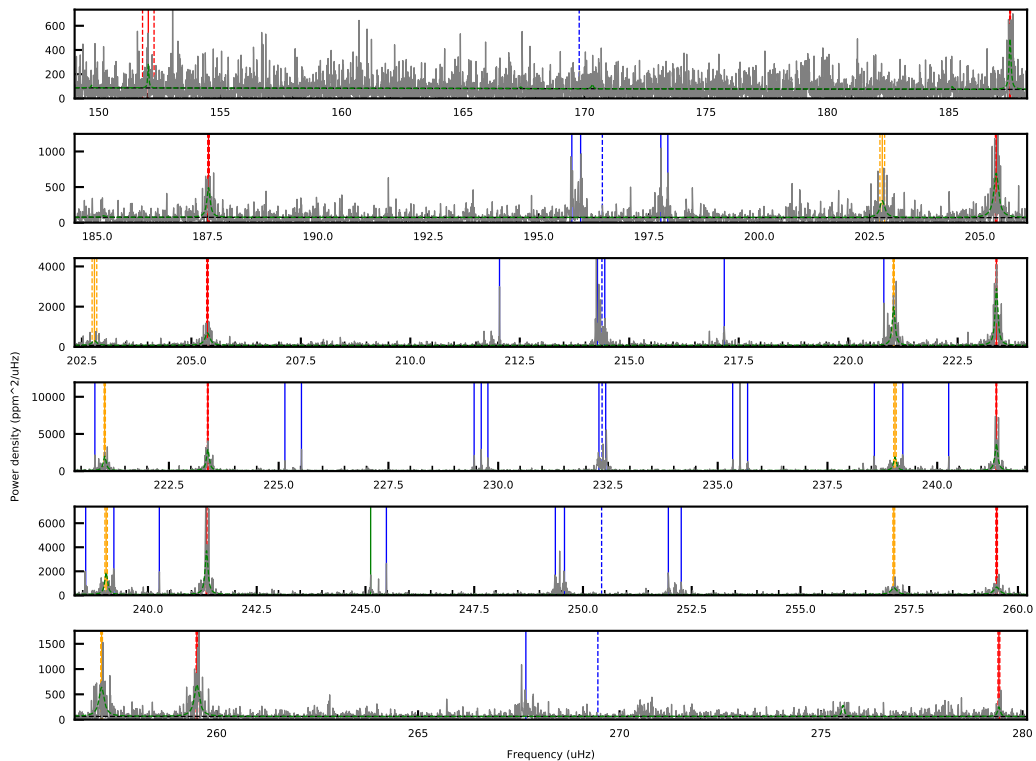 600
400
200
0
150 155 160 165 170 175 180 185
1000
500
0
185.0 187.5 190.0 192.5 195.0 197.5 200.0 202.5 205.0
4000
2000
0
202.5 205.0 207.5 210.0 212.5 215.0 217.5 220.0 222.5
10000
5000
0
222.5 225.0 227.5 230.0 232.5 235.0 237.5 240.0
6000
4000
2000
0
240.0 242.5 245.0 247.5 250.0 252.5 255.0 257.5 260.0
1500
1000
500
0
260 265 270 275 280
Power density (ppm^2/uHz)
Frequency (uHz)